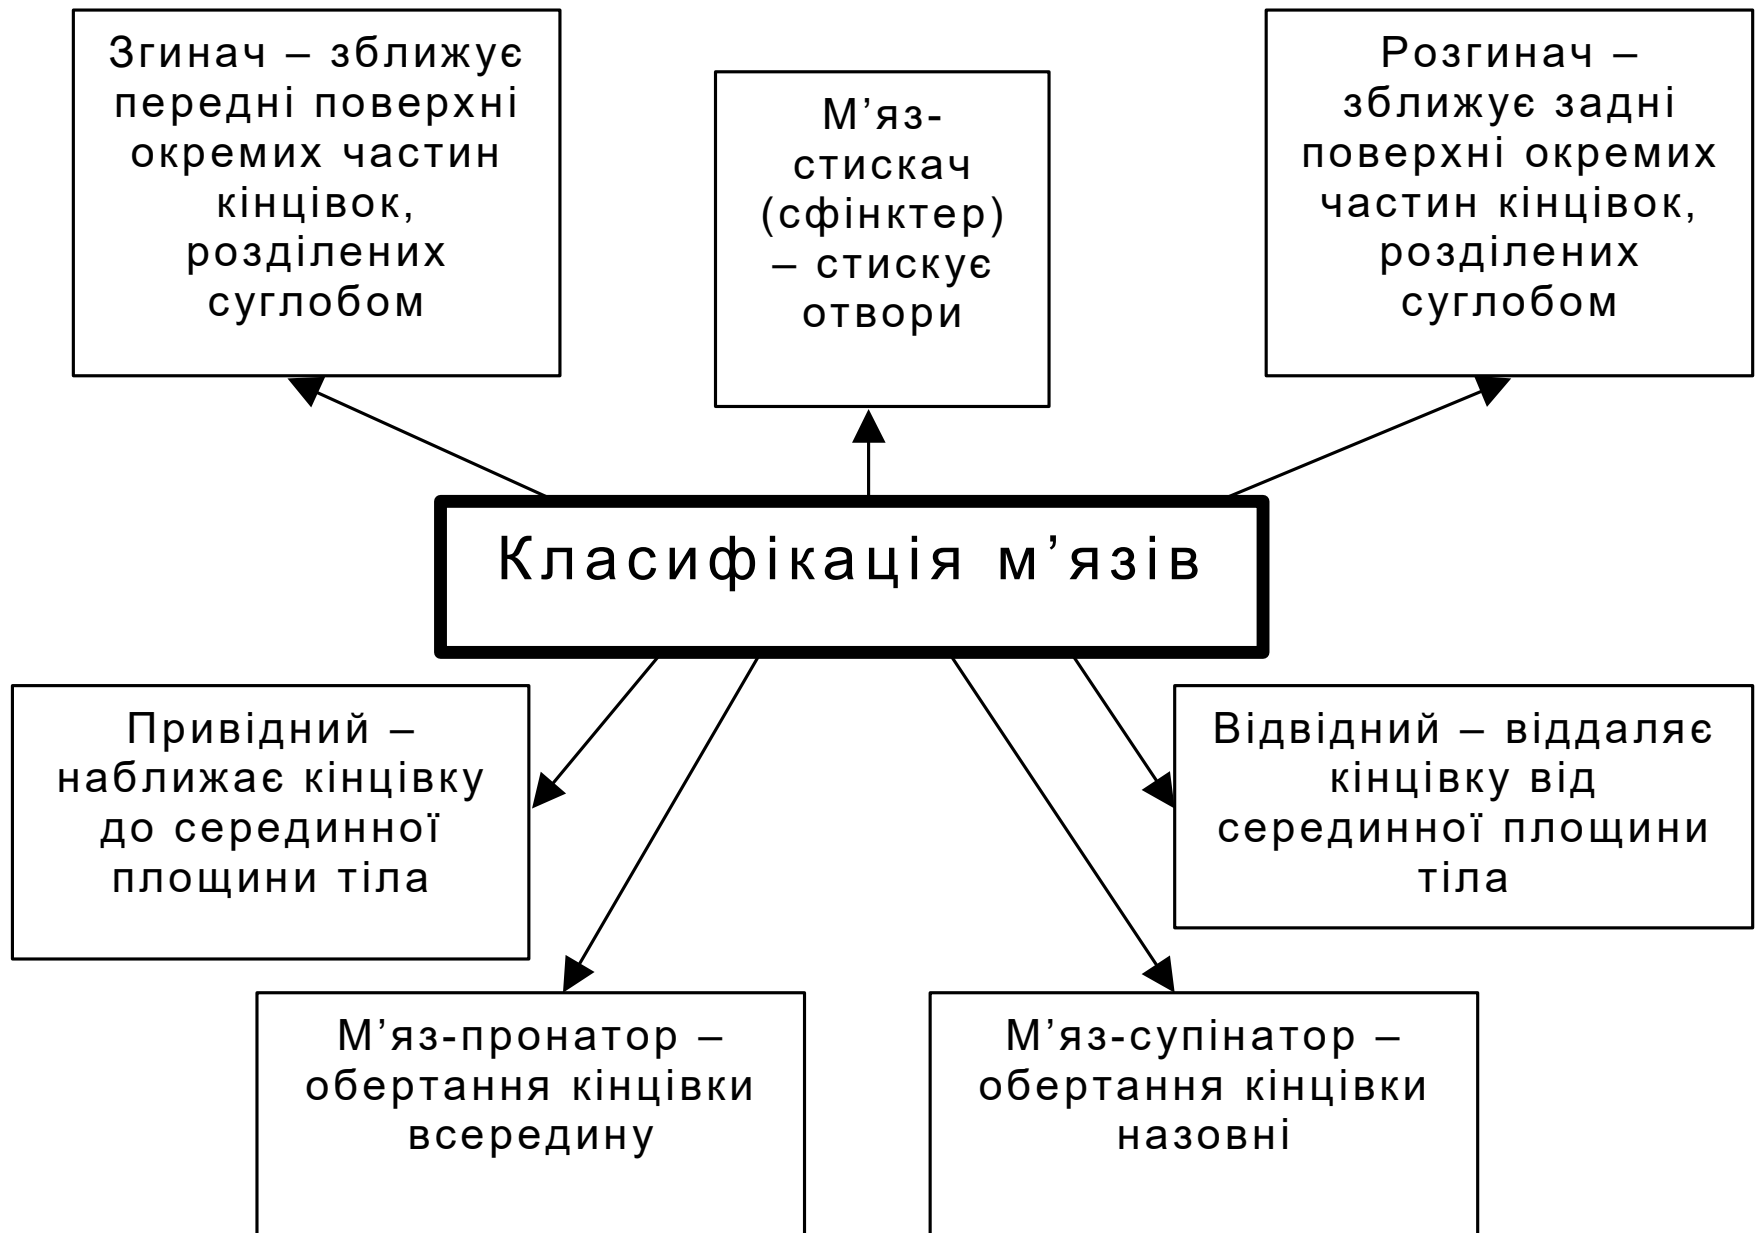 Згинач – зближує
передні поверхні
окремих частин
кінцівок,
розділених
суглобом
М’яз-
стискач
(сфінктер)
– стискує
отвори
Розгинач –
зближує задні
поверхні окремих
частин кінцівок,
розділених
суглобом
Класифікація м’язів
Привідний –
наближає кінцівку
до серединної
площини тіла
Відвідний – віддаляє
кінцівку від
серединної площини
тіла
М’яз-пронатор –
обертання кінцівки
всередину
М’яз-супінатор –
обертання кінцівки
назовні